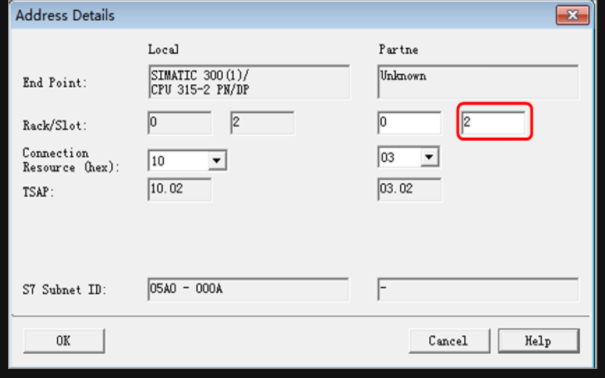 Address Details
Local Partne
End Point: SIMATIC 300(1)/ Unknown
CPU 315-2 PN/DP
Rack/Slot: 0 2 0 2
Connection
Resource (hex): 10 03
TSAP: 10.02 03.02
S7 Subnet ID: 05A0 - 000A -
OK Cancel Help